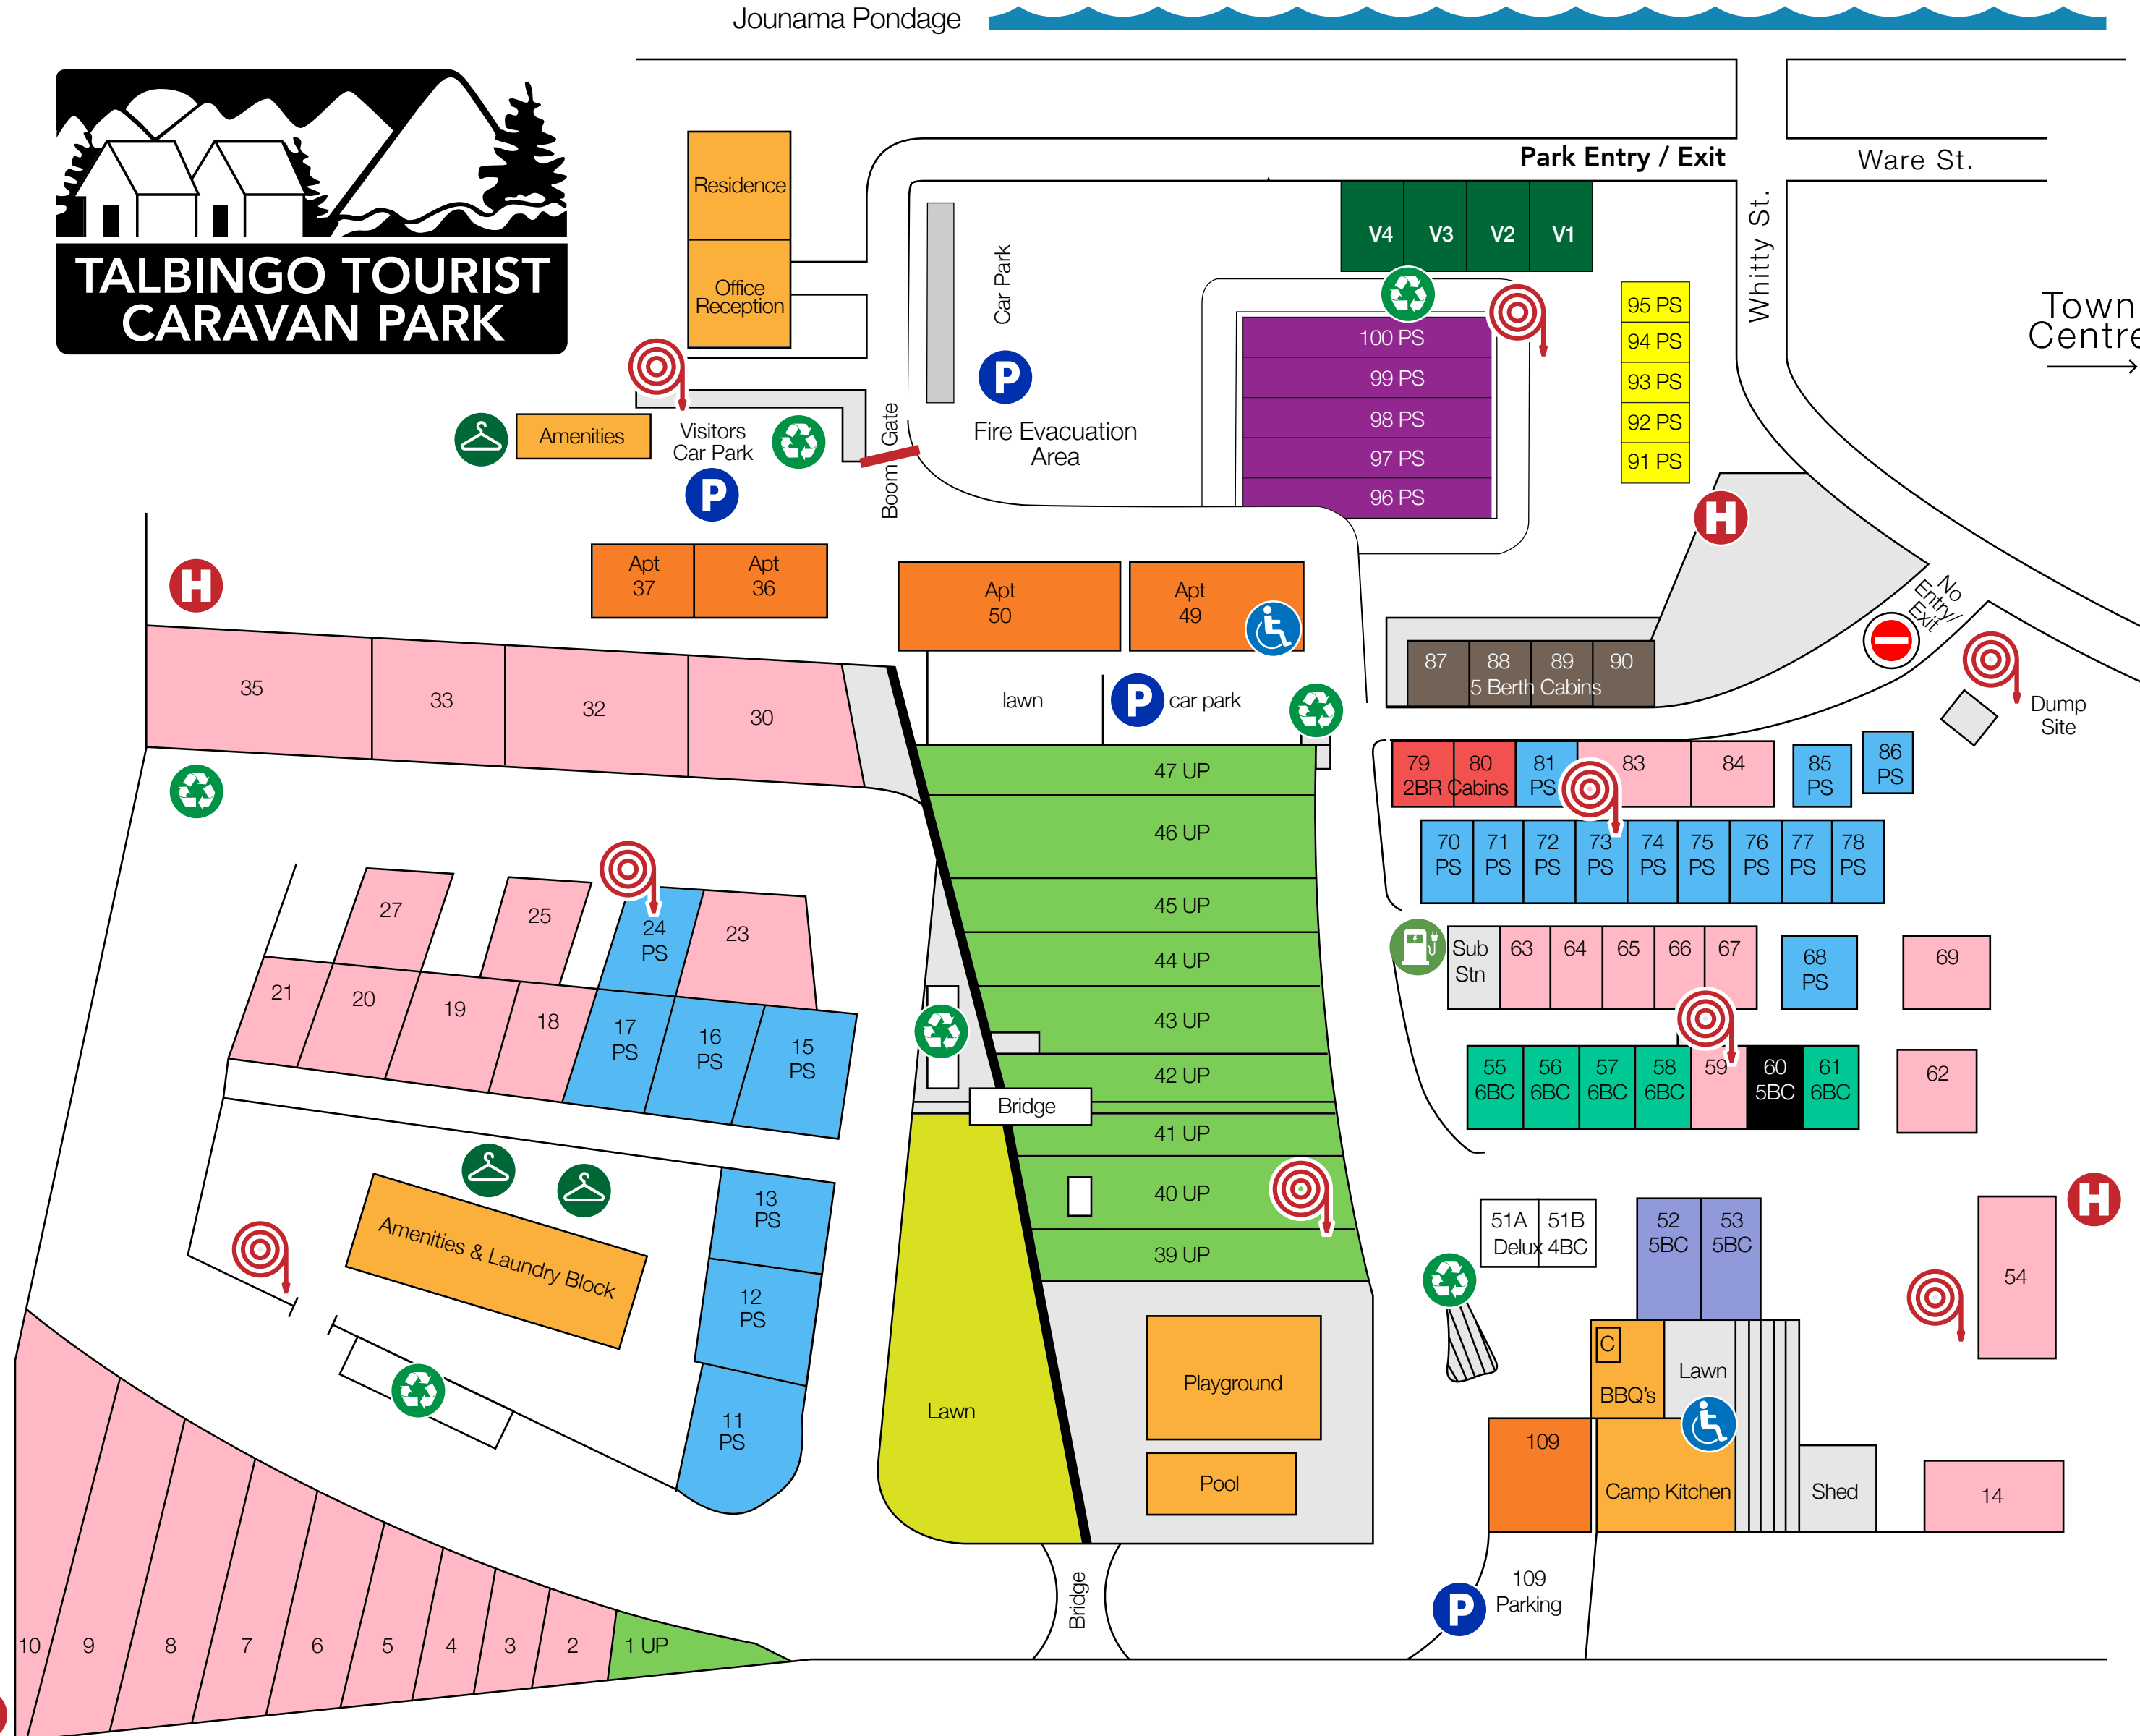 Jounama Pondage
TALBINGO TOURIST
CARAVAN PARK
Residence
Office
Reception
Park Entry / Exit
Ware St.
Whitty St.
Town
Centre
Car Park
P
Fire Evacuation
Area
V4
V3
V2
V1
100 PS
99 PS
98 PS
97 PS
96 PS
95 PS
94 PS
93 PS
92 PS
91 PS
Amenities
Visitors
Car Park
P
Boom Gate
H
H
Apt
37
Apt
36
Apt
50
Apt
49
lawn
P
car park
87
88
89
90
5 Berth Cabins
No
Entry/
Exit
Dump
Site
35
33
32
30
47 UP
46 UP
45 UP
44 UP
43 UP
42 UP
Bridge
41 UP
40 UP
39 UP
79
80
2BR Cabins
81
PS
83
84
85
PS
86
PS
70
PS
71
PS
72
PS
73
PS
74
PS
75
PS
76
PS
77
PS
78
PS
Sub
Stn
63
64
65
66
67
68
PS
69
55
6BC
56
6BC
57
6BC
58
6BC
59
60
5BC
61
6BC
62
27
25
24
PS
23
21
20
19
18
17
PS
16
PS
15
PS
Amenities & Laundry Block
13
PS
12
PS
11
PS
Lawn
Playground
Pool
Bridge
51A
51B
Delux 4BC
52
5BC
53
5BC
54
H
C
BBQ's
Lawn
109
Camp Kitchen
Shed
14
P
109
Parking
10
9
8
7
6
5
4
3
2
1 UP